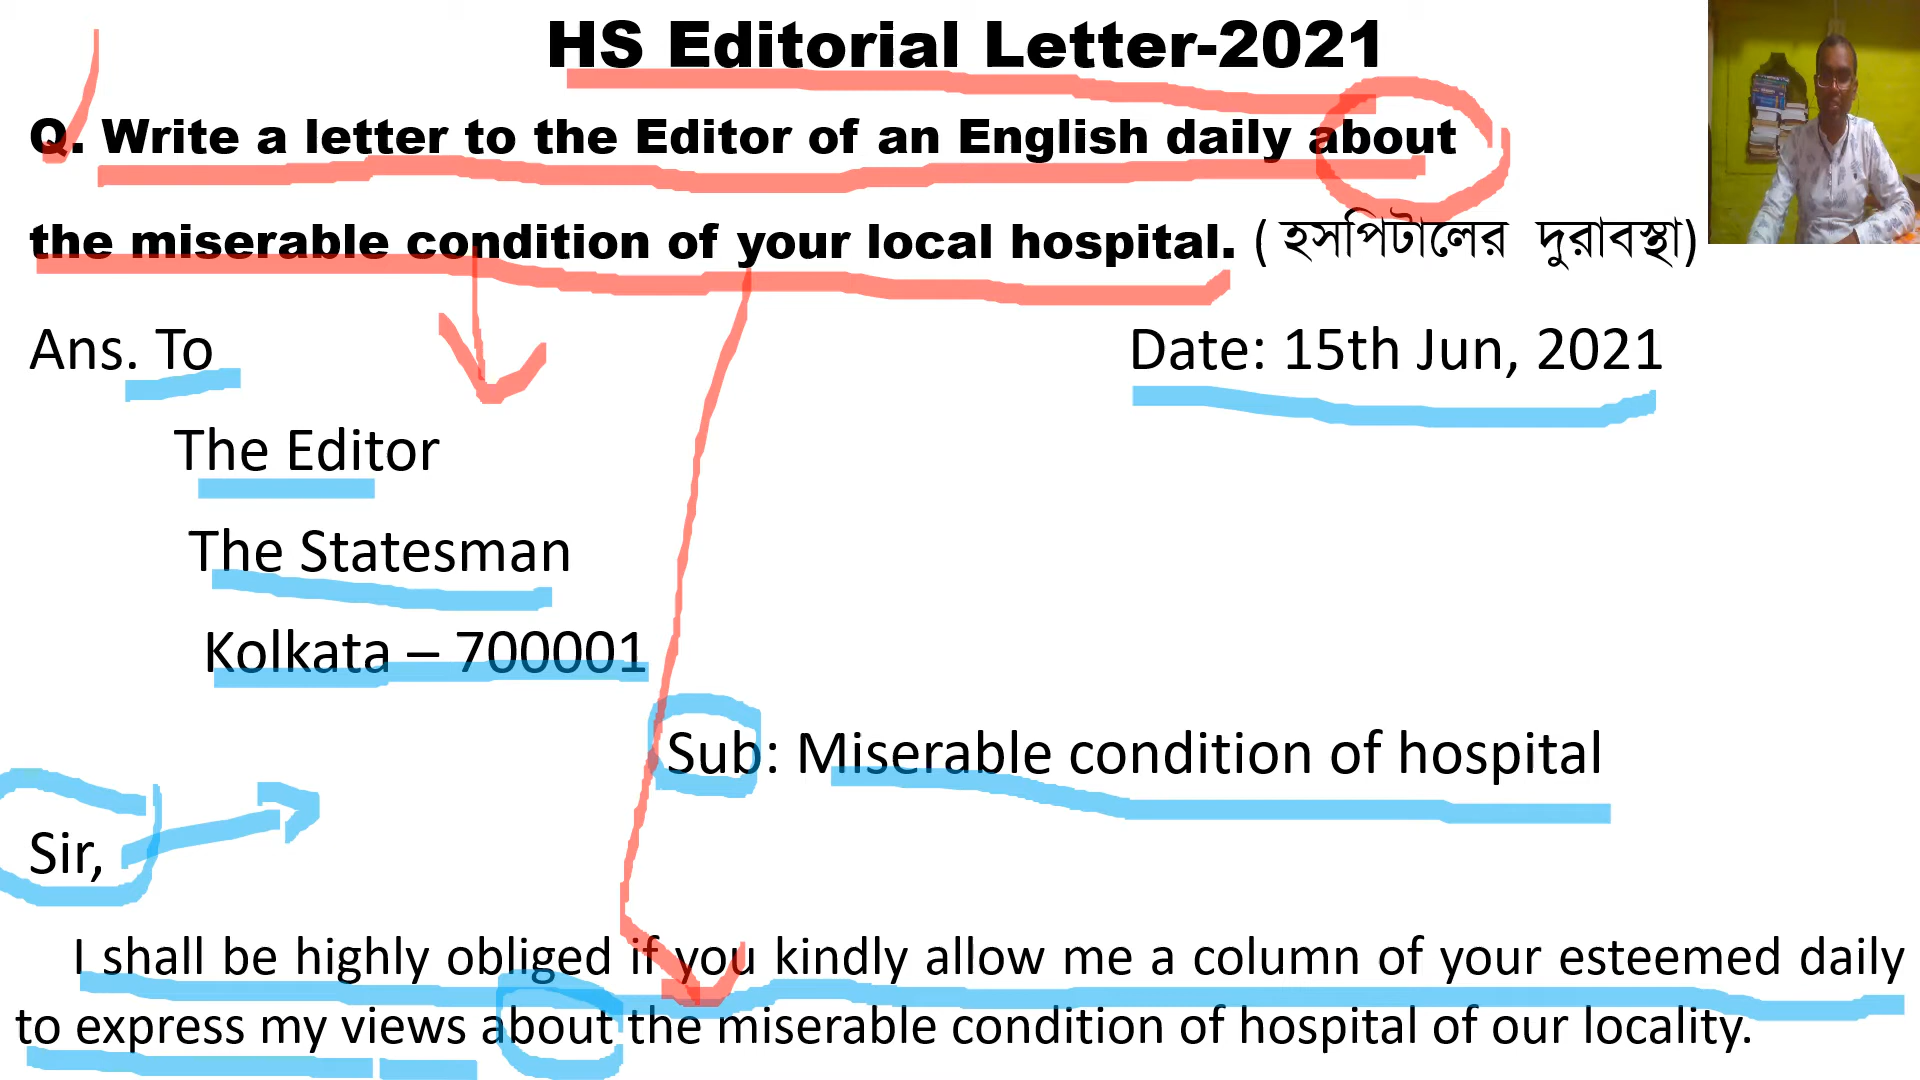 HS Editorial Letter-2021
Q. Write a letter to the Editor of an English daily about
the miserable condition of your local hospital. ( হসপিটালের দুরাবস্থা)
Ans. To Date: 15th Jun, 2021
The Editor
The Statesman
Kolkata – 700001
Sub: Miserable condition of hospital
Sir,
I shall be highly obliged if you kindly allow me a column of your esteemed daily
to express my views about the miserable condition of hospital of our locality.